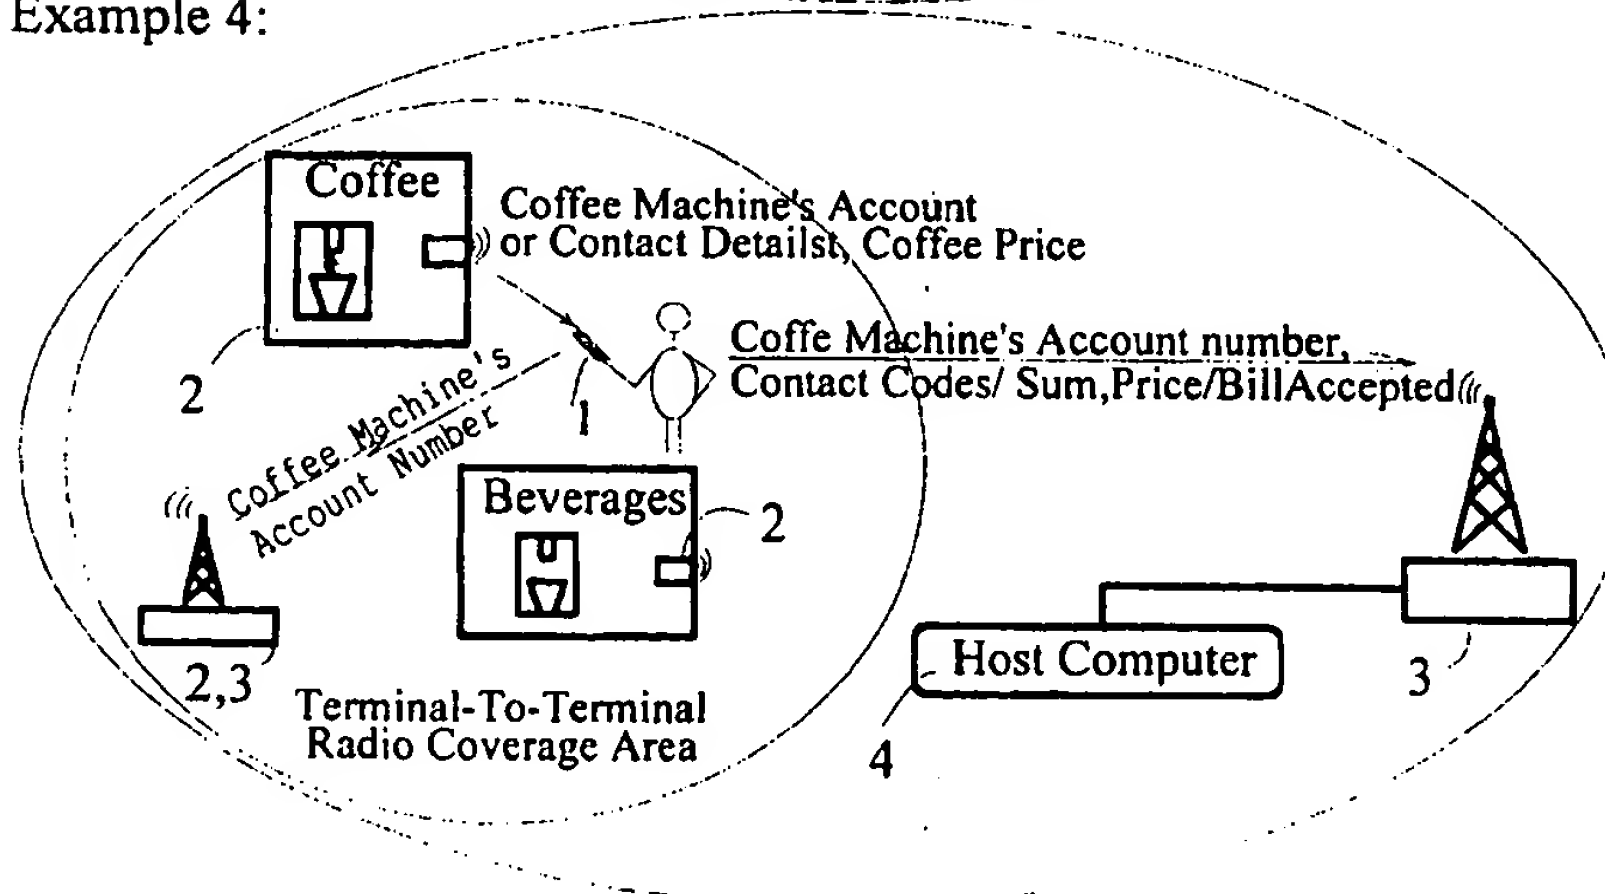 Example 4:
Coffee
Coffee Machine's Account
or Contact Detailst, Coffee Price
2
1
Coffe Machine's Account number,
Contact Codes/ Sum,Price/BillAccepted
Coffee Machine's
Account Number
Beverages
2
2,3
Terminal-To-Terminal
Radio Coverage Area
Host Computer
4
3